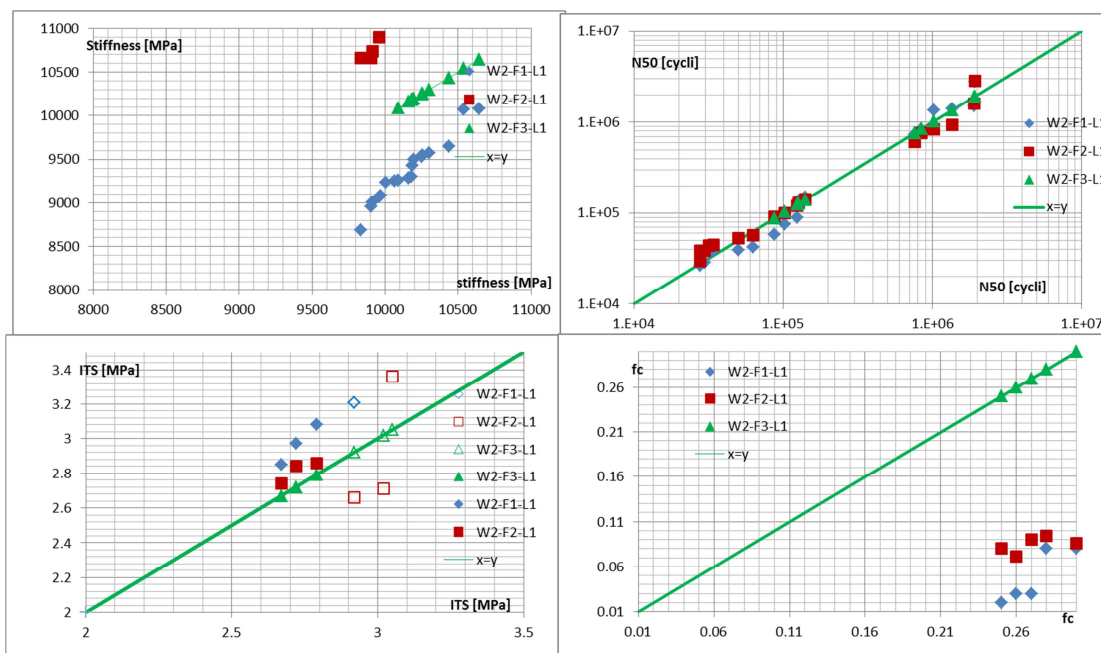 11000
Stiffness [MPa]
10500
W2-F1-L1
W2-F2-L1
10000
W2-F3-L1
x=y
9500
9000
8500
stiffness [MPa]
8000
8000 8500 9000 9500 10000 10500 11000
1.E+07
N50 [cycli]
1.E+06
W2-F1-L1
W2-F2-L1
W2-F3-L1
1.E+05
x=y
N50 [cycli]
1.E+04
1.E+04 1.E+05 1.E+06 1.E+07
ITS [MPa]
3.4
W2-F1-L1
3.2
W2-F2-L1
3
W2-F3-L1
2.8
W2-F3-L1
2.6
W2-F1-L1
2.4
W2-F2-L1
2.2
x=y
ITS [MPa]
2
2 2.5 3 3.5
fc
W2-F1-L1
0.26
W2-F2-L1
0.21
W2-F3-L1
x=y
0.16
0.11
0.06
0.01
fc
0.01 0.06 0.11 0.16 0.21 0.26